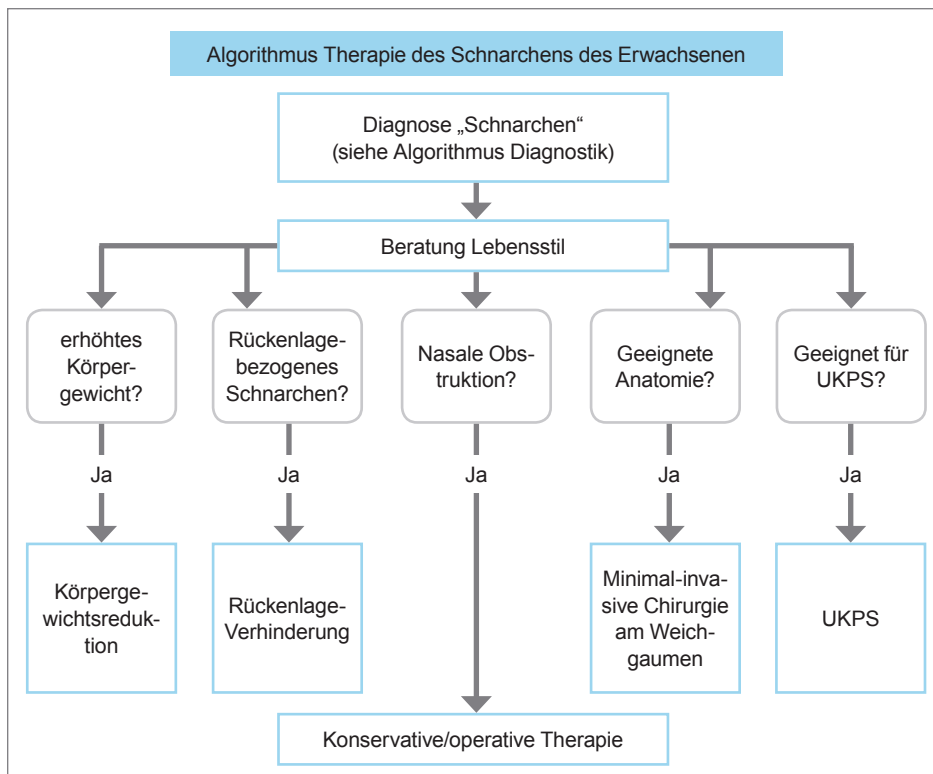 Algorithmus Therapie des Schnarchens des Erwachsenen
Diagnose „Schnarchen“
(siehe Algorithmus Diagnostik)
Beratung Lebensstil
erhöhtes
Körper-
gewicht?
Rückenlage-
bezogenes
Schnarchen?
Nasale Obs-
truktion?
Geeignete
Anatomie?
Geeignet für
UKPS?
Ja
Ja
Ja
Ja
Ja
Körperge-
wichtsreduk-
tion
Rückenlage-
Verhinderung
Minimal-inva-
sive Chirurgie
am Weich-
gaumen
UKPS
Konservative/operative Therapie